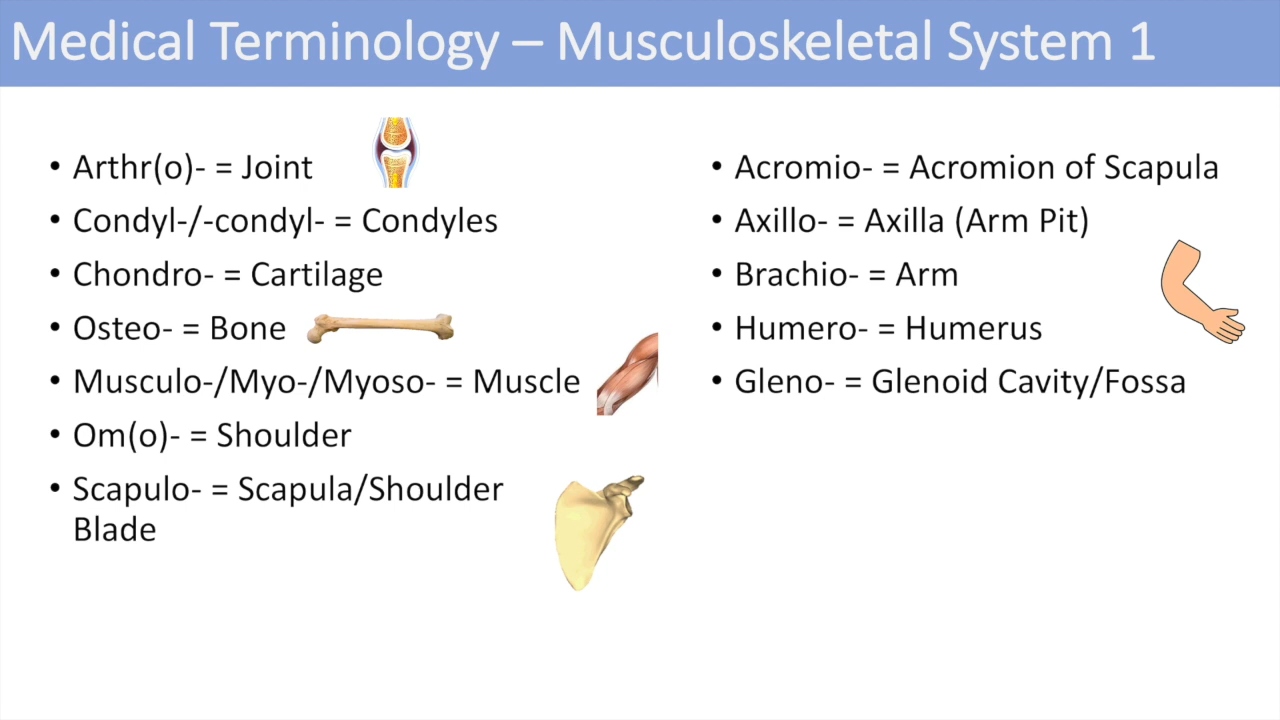 Medical Terminology – Musculoskeletal System 1
• Arthr(o)- = Joint
• Condyl-/-condyl- = Condyles
• Chondro- = Cartilage
• Osteo- = Bone
• Musculo-/Myo-/Myoso- = Muscle
• Om(o)- = Shoulder
• Scapulo- = Scapula/Shoulder
Blade
• Acromio- = Acromion of Scapula
• Axillo- = Axilla (Arm Pit)
• Brachio- = Arm
• Humero- = Humerus
• Gleno- = Glenoid Cavity/Fossa